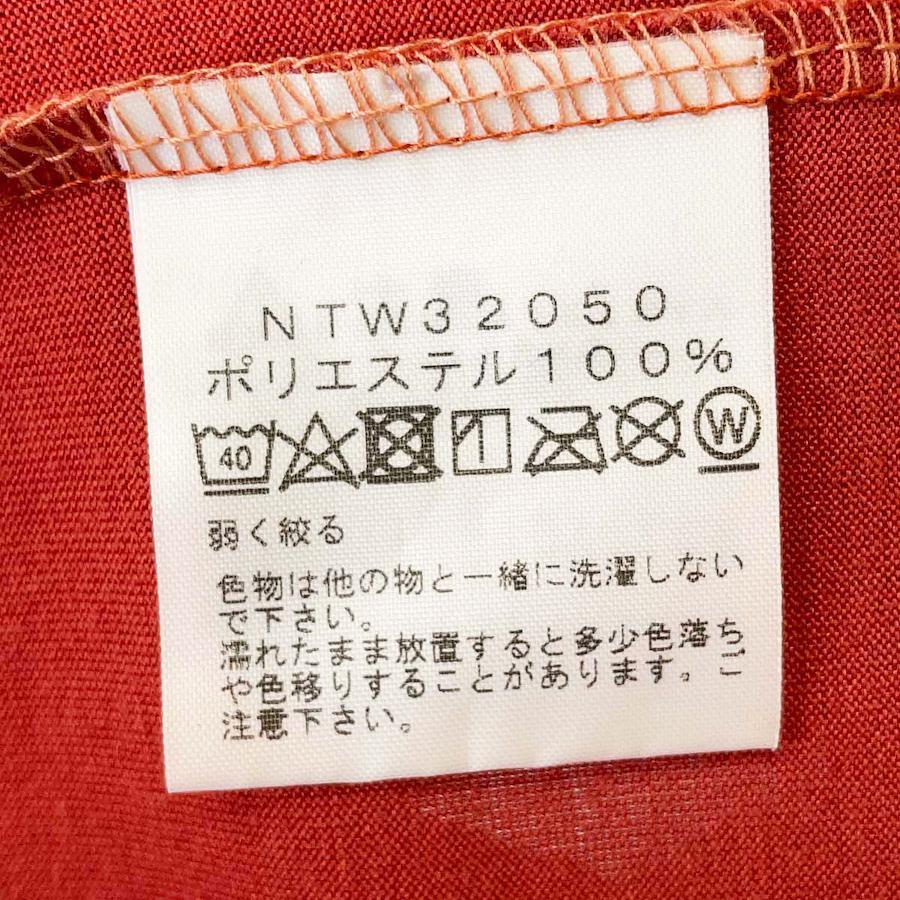 NTW32050
ポリエステル100%
40 W
弱く絞る
色物は他の物と一緒に洗濯しない
で下さい。
濡れたまま放置すると多少色落ち
や色移りすることがあります。ご
注意下さい。